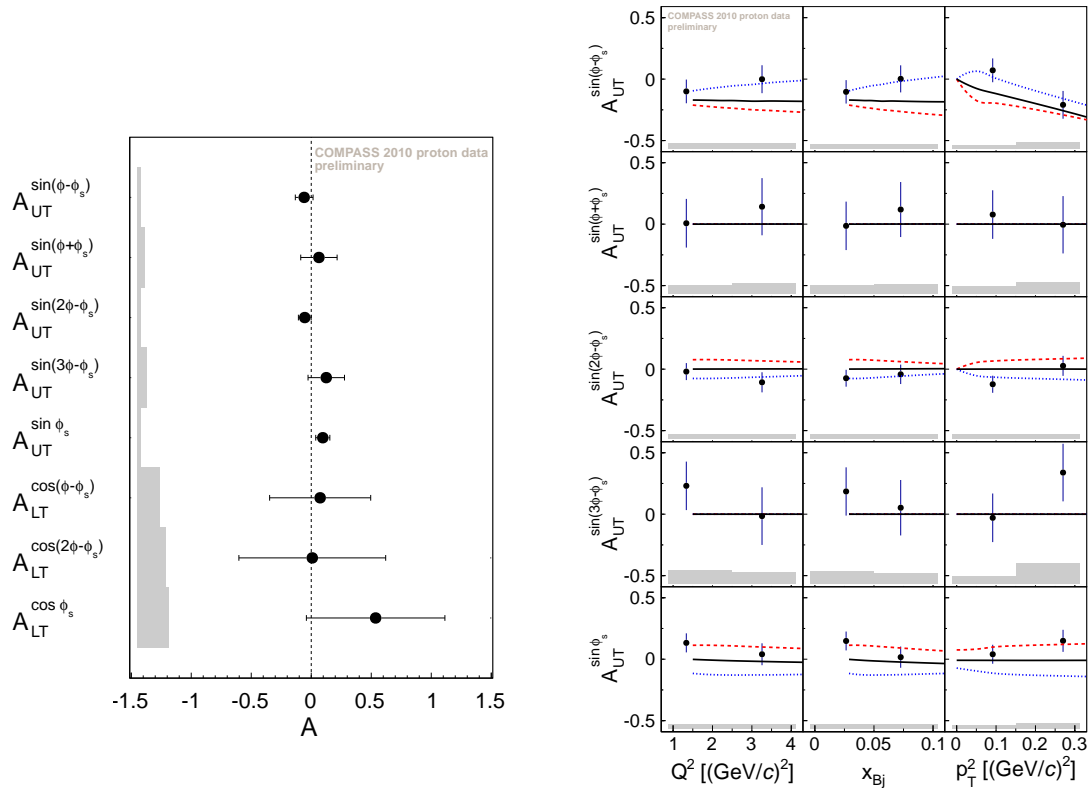 COMPASS 2010 proton data
preliminary
A_UT^sin(ϕ-ϕ_s)
A_UT^sin(ϕ+ϕ_s)
A_UT^sin(2ϕ-ϕ_s)
A_UT^sin(3ϕ-ϕ_s)
A_UT^sin ϕ_s
A_LT^cos(ϕ-ϕ_s)
A_LT^cos(2ϕ-ϕ_s)
A_LT^cos ϕ_s
-1.5 -1 -0.5 0 0.5 1 1.5
A
COMPASS 2010 proton data
preliminary
A_UT^sin(ϕ-ϕ_s)
0.5
0
-0.5
A_UT^sin(ϕ+ϕ_s)
0.5
0
-0.5
A_UT^sin(2ϕ-ϕ_s)
0.5
0
-0.5
A_UT^sin(3ϕ-ϕ_s)
0.5
0
-0.5
A_UT^sin ϕ_s
0.5
0
-0.5
1 2 3 4 0 0.05 0.1 0 0.1 0.2 0.3
Q² [(GeV/c)²] x_Bj p_T² [(GeV/c)²]